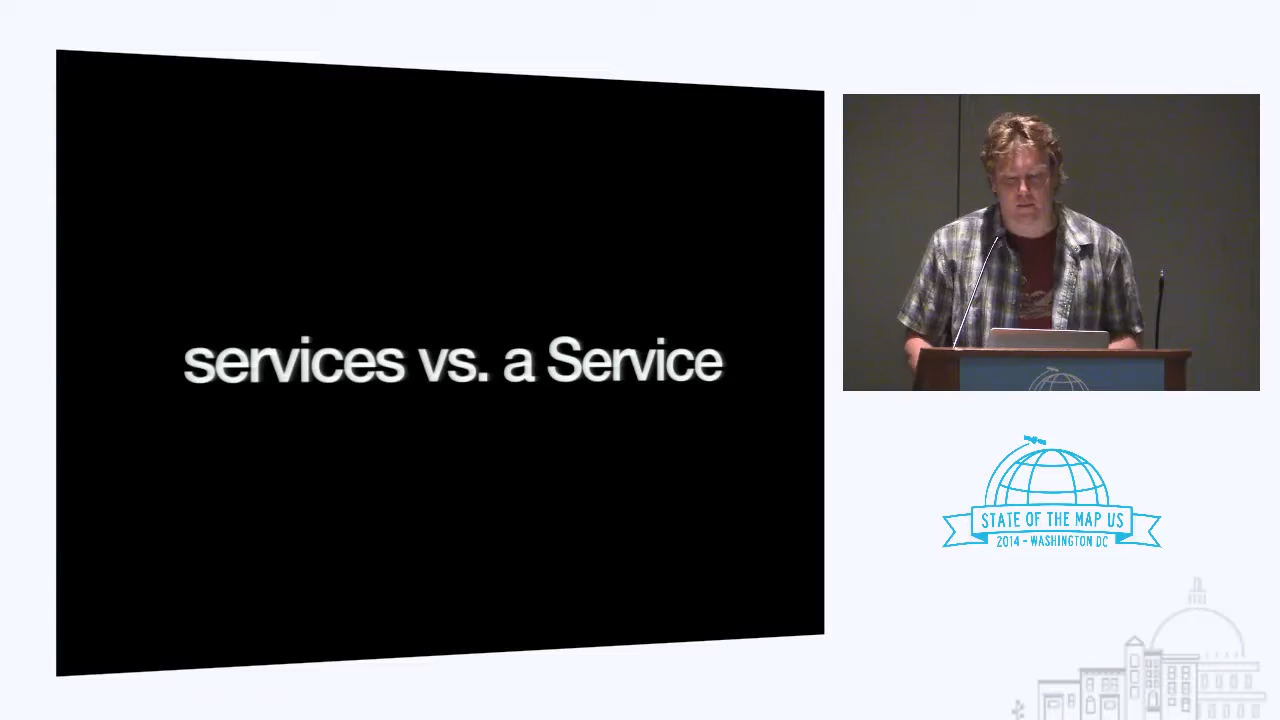 services vs. a Service
STATE OF THE MAP US
2014 - WASHINGTON DC